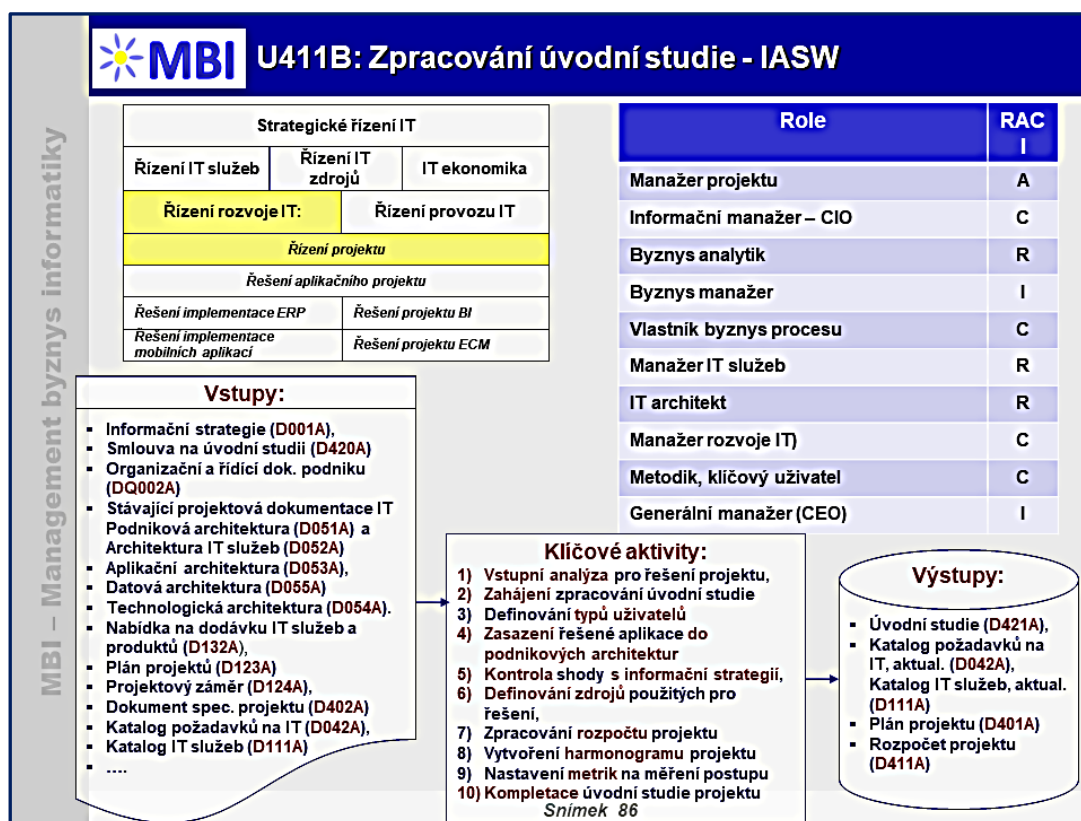 MBI
U411B: Zpracování úvodní studie - IASW
MBI – Management byznys informatiky
Strategické řízení IT
Řízení IT služeb
Řízení IT
zdrojů
IT ekonomika
Řízení rozvoje IT:
Řízení provozu IT
Řízení projektu
Řešení aplikačního projektu
Řešení implementace ERP
Řešení projektu BI
Řešení implementace
mobilních aplikací
Řešení projektu ECM
Role RAC
I
Manažer projektu A
Informační manažer – CIO C
Byznys analytik R
Byznys manažer I
Vlastník byznys procesu C
Manažer IT služeb R
IT architekt R
Manažer rozvoje IT) C
Metodik, klíčový uživatel C
Generální manažer (CEO) I
Vstupy:
▪ Informační strategie (D001A),
▪ Smlouva na úvodní studii (D420A)
▪ Organizační a řídící dok. podniku
(DQ002A)
▪ Stávající projektová dokumentace IT
Podniková architektura (D051A) a
Architektura IT služeb (D052A)
▪ Aplikační architektura (D053A),
▪ Datová architektura (D055A)
▪ Technologická architektura (D054A).
▪ Nabídka na dodávku IT služeb a
produktů (D132A),
▪ Plán projektů (D123A)
▪ Projektový záměr (D124A),
▪ Dokument spec. projektu (D402A)
▪ Katalog požadavků na IT (D042A),
▪ Katalog IT služeb (D111A)
▪ ....
Klíčové aktivity:
1) Vstupní analýza pro řešení projektu,
2) Zahájení zpracování úvodní studie
3) Definování typů uživatelů
4) Zasazení řešené aplikace do
podnikových architektur
5) Kontrola shody s informační strategií,
6) Definování zdrojů použitých pro
řešení,
7) Zpracování rozpočtu projektu
8) Vytvoření harmonogramu projektu
9) Nastavení metrik na měření postupu
10) Kompletace úvodní studie projektu
Snímek 86
Výstupy:
▪ Úvodní studie (D421A),
▪ Katalog požadavků na
IT, aktual. (D042A),
Katalog IT služeb, aktual.
(D111A)
▪ Plán projektu (D401A)
▪ Rozpočet projektu
(D411A)